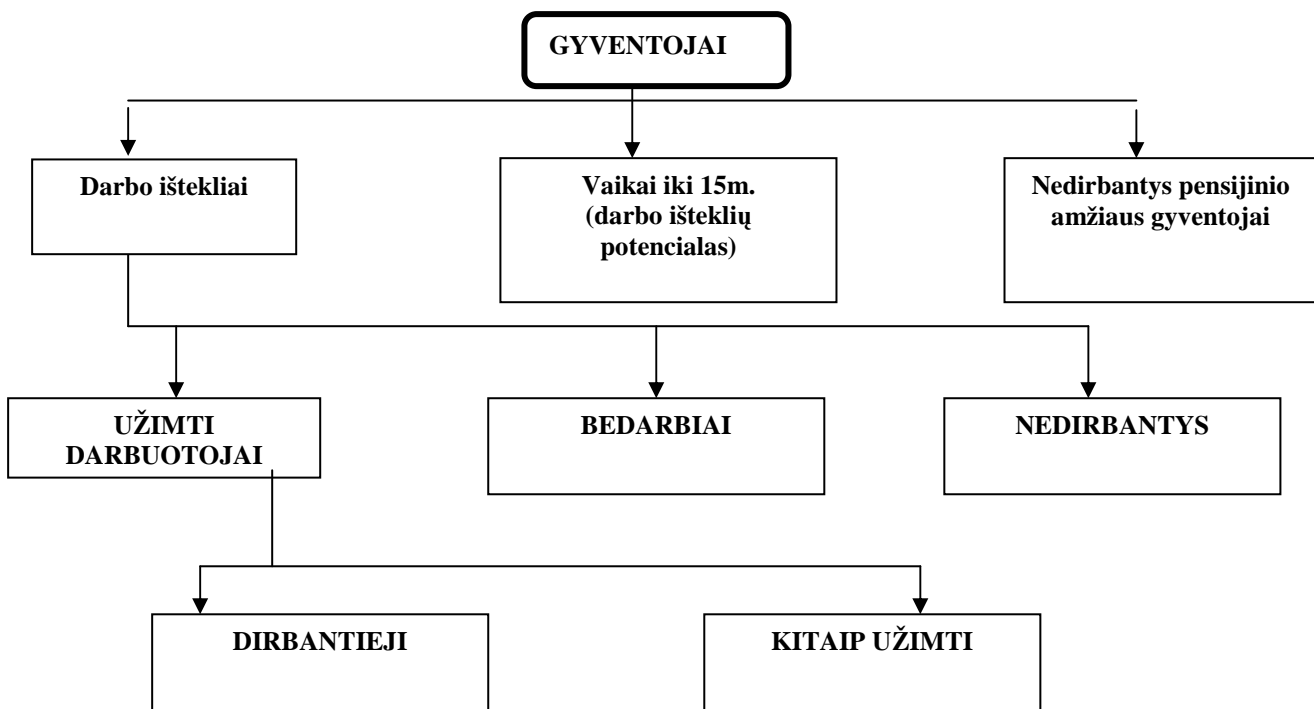 GYVENTOJAI
Darbo ištekliai
Vaikai iki 15m.
(darbo išteklių
potencialas)
Nedirbantys pensijinio
amžiaus gyventojai
UŽIMTI
DARBUOTOJAI
BEDARBIAI
NEDIRBANTYS
DIRBANTIEJI
KITAIP UŽIMTI